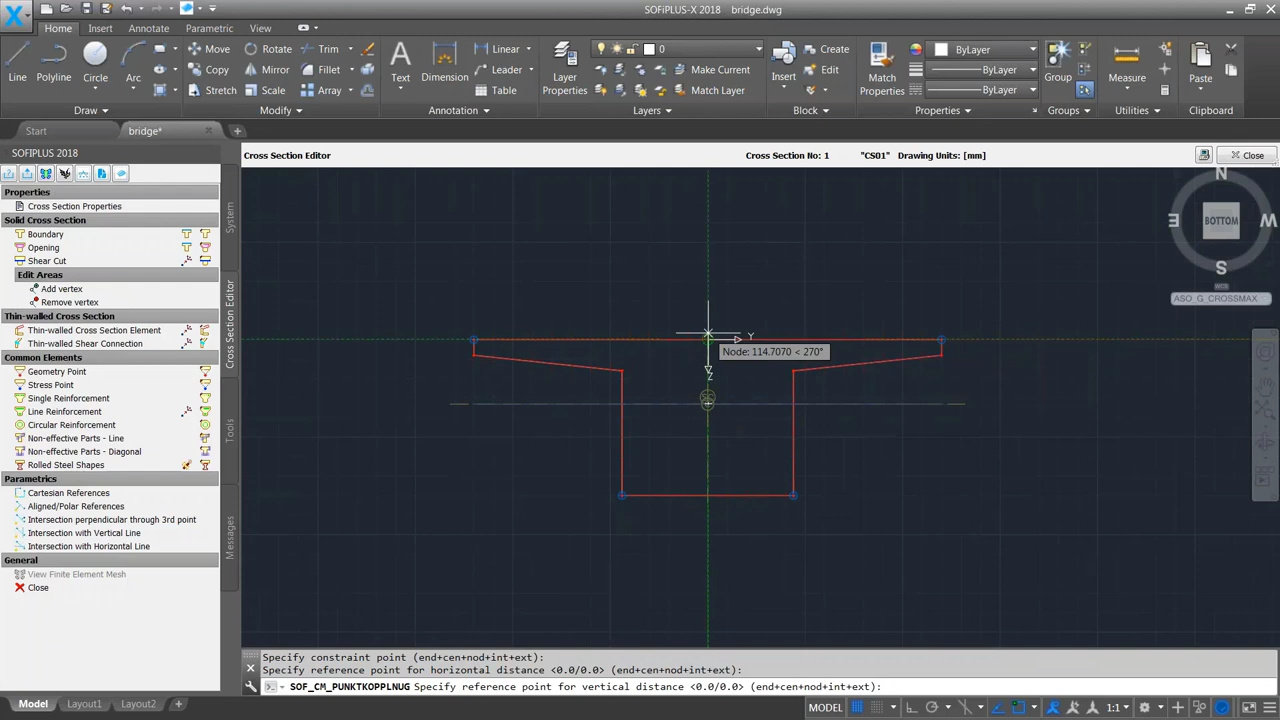 SOFiPLUS-X 2018 bridge.dwg
Home Insert Annotate Parametric View
Line Polyline Circle Arc Move Rotate Trim Text Dimension Linear Layer Properties 0 Insert Create Match Properties ByLayer Group Measure Paste
Copy Mirror Fillet Leader Make Current Edit ByLayer
Stretch Scale Array Table Match Layer ByLayer
Draw Modify Annotation Layers Block Properties Groups Utilities Clipboard
Start bridge*
SOFIPLUS 2018
Cross Section Editor Cross Section No: 1 "CS01" Drawing Units: [mm] Close
Properties
Cross Section Properties
Solid Cross Section
Boundary
Opening
Shear Cut
Edit Areas
Add vertex
Remove vertex
Thin-walled Cross Section
Thin-walled Cross Section Element
Thin-walled Shear Connection
Common Elements
Geometry Point
Stress Point
Single Reinforcement
Line Reinforcement
Circular Reinforcement
Non-effective Parts - Line
Non-effective Parts - Diagonal
Rolled Steel Shapes
Parametrics
Cartesian References
Aligned/Polar References
Intersection perpendicular through 3rd point
Intersection with Vertical Line
Intersection with Horizontal Line
General
View Finite Element Mesh
Close
System
Cross Section Editor
Tools
Messages
N
W
E
BOTTOM
S
WCS
ASO_G_CROSSMAX
Y
Node: 114.7070 < 270°
Z
Specify constraint point (end+cen+nod+int+ext):
Specify reference point for horizontal distance <0.0/0.0> (end+cen+nod+int+ext):
SOF_CM_PUNKTKOPPLNUG Specify reference point for vertical distance <0.0/0.0> (end+cen+nod+int+ext):
Model Layout1 Layout2 MODEL 1:1